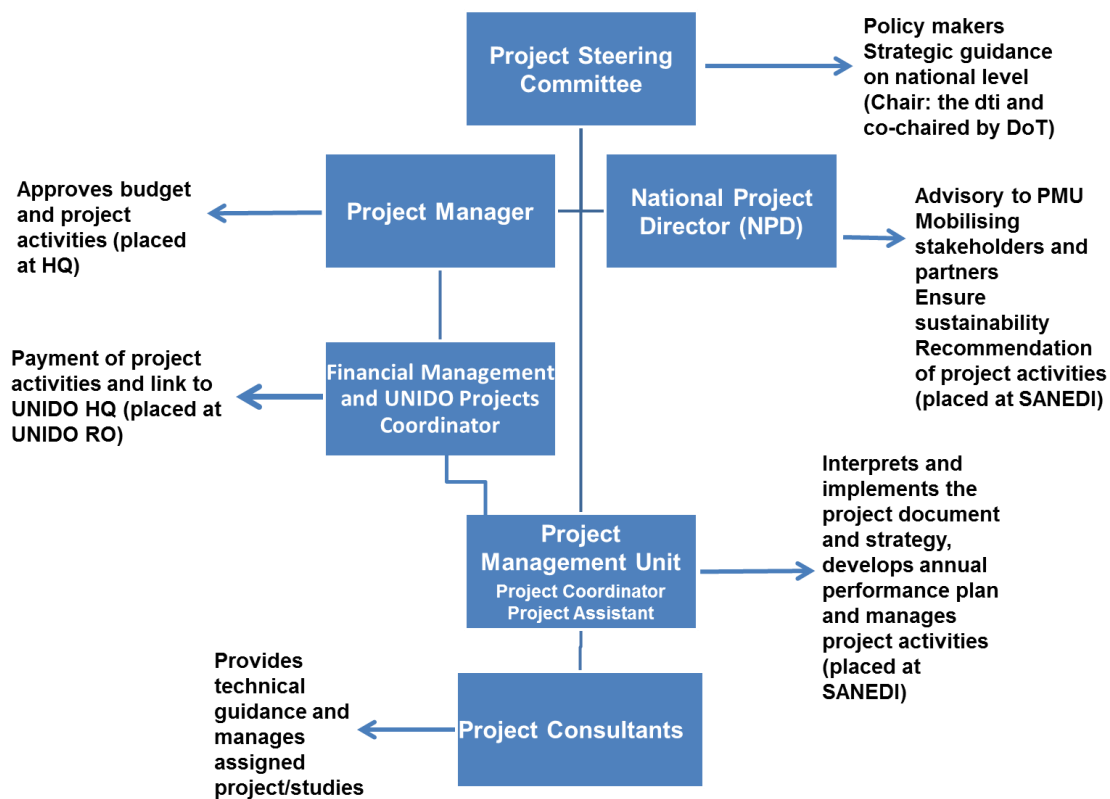 Project Steering
Committee
Policy makers
Strategic guidance
on national level
(Chair: the dti and
co-chaired by DoT)
Approves budget
and project
activities (placed
at HQ)
Project Manager
National Project
Director (NPD)
Advisory to PMU
Mobilising
stakeholders and
partners
Ensure
sustainability
Recommendation
of project activities
(placed at SANEDI)
Payment of project
activities and link to
UNIDO HQ (placed at
UNIDO RO)
Financial Management
and UNIDO Projects
Coordinator
Project
Management Unit
Project Coordinator
Project Assistant
Interprets and
implements the
project document
and strategy,
develops annual
performance plan
and manages
project activities
(placed at
SANEDI)
Provides
technical
guidance and
manages
assigned
project/studies
Project Consultants